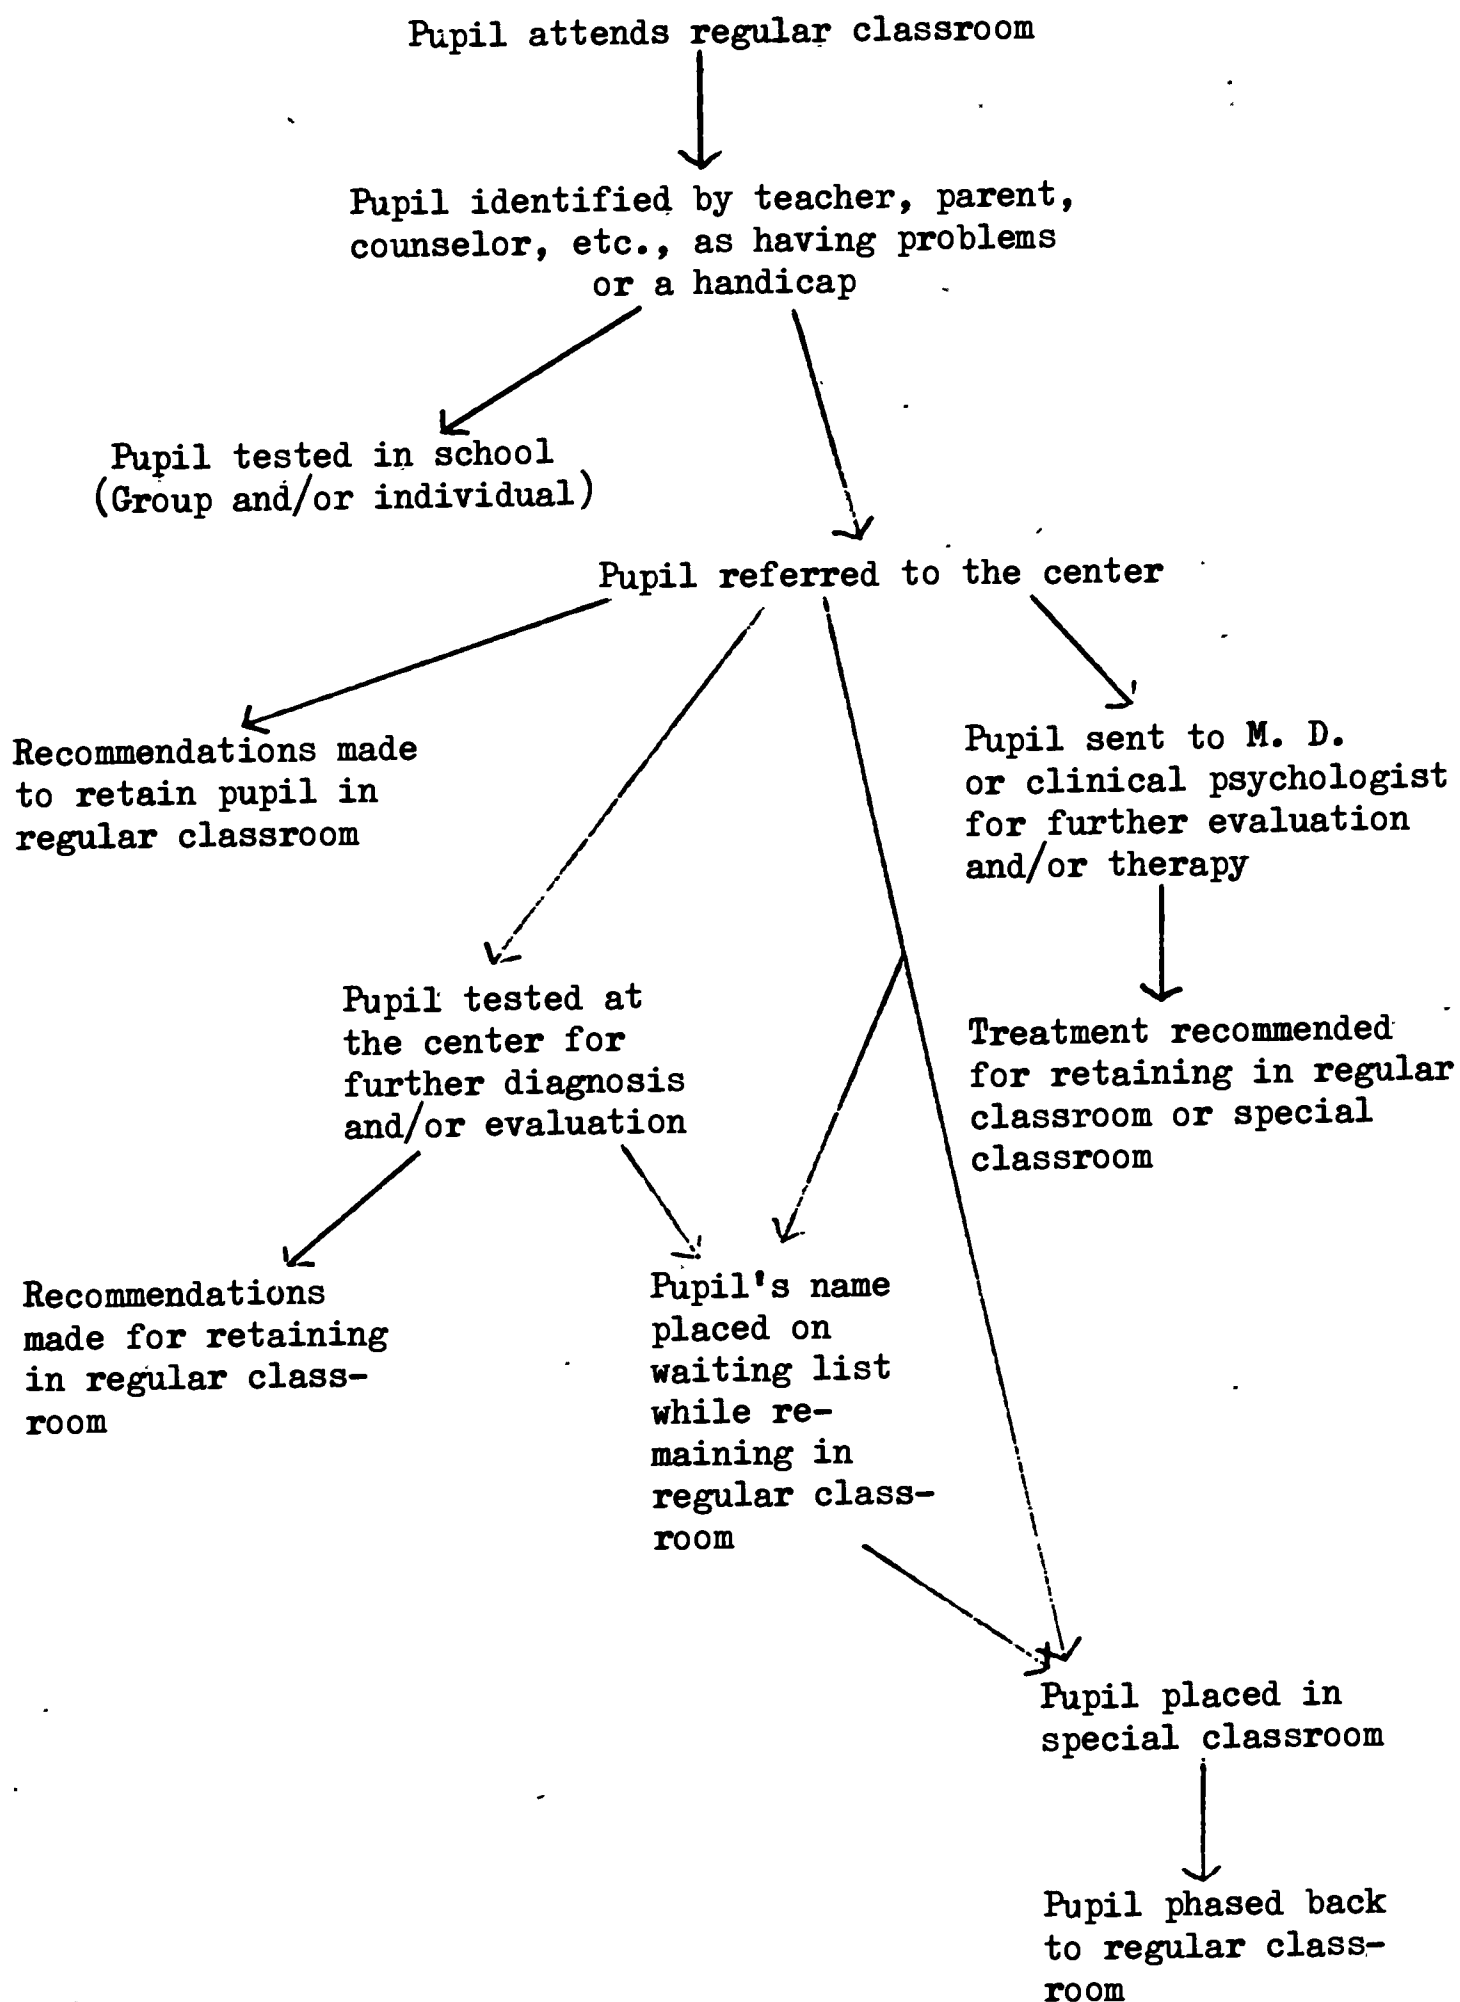 Pupil attends regular classroom
Pupil identified by teacher, parent,
counselor, etc., as having problems
or a handicap
Pupil tested in school
(Group and/or individual)
Pupil referred to the center
Recommendations made
to retain pupil in
regular classroom
Pupil sent to M. D.
or clinical psychologist
for further evaluation
and/or therapy
Pupil tested at
the center for
further diagnosis
and/or evaluation
Treatment recommended
for retaining in regular
classroom or special
classroom
Recommendations
made for retaining
in regular class-
room
Pupil's name
placed on
waiting list
while re-
maining in
regular class-
room
Pupil placed in
special classroom
Pupil phased back
to regular class-
room